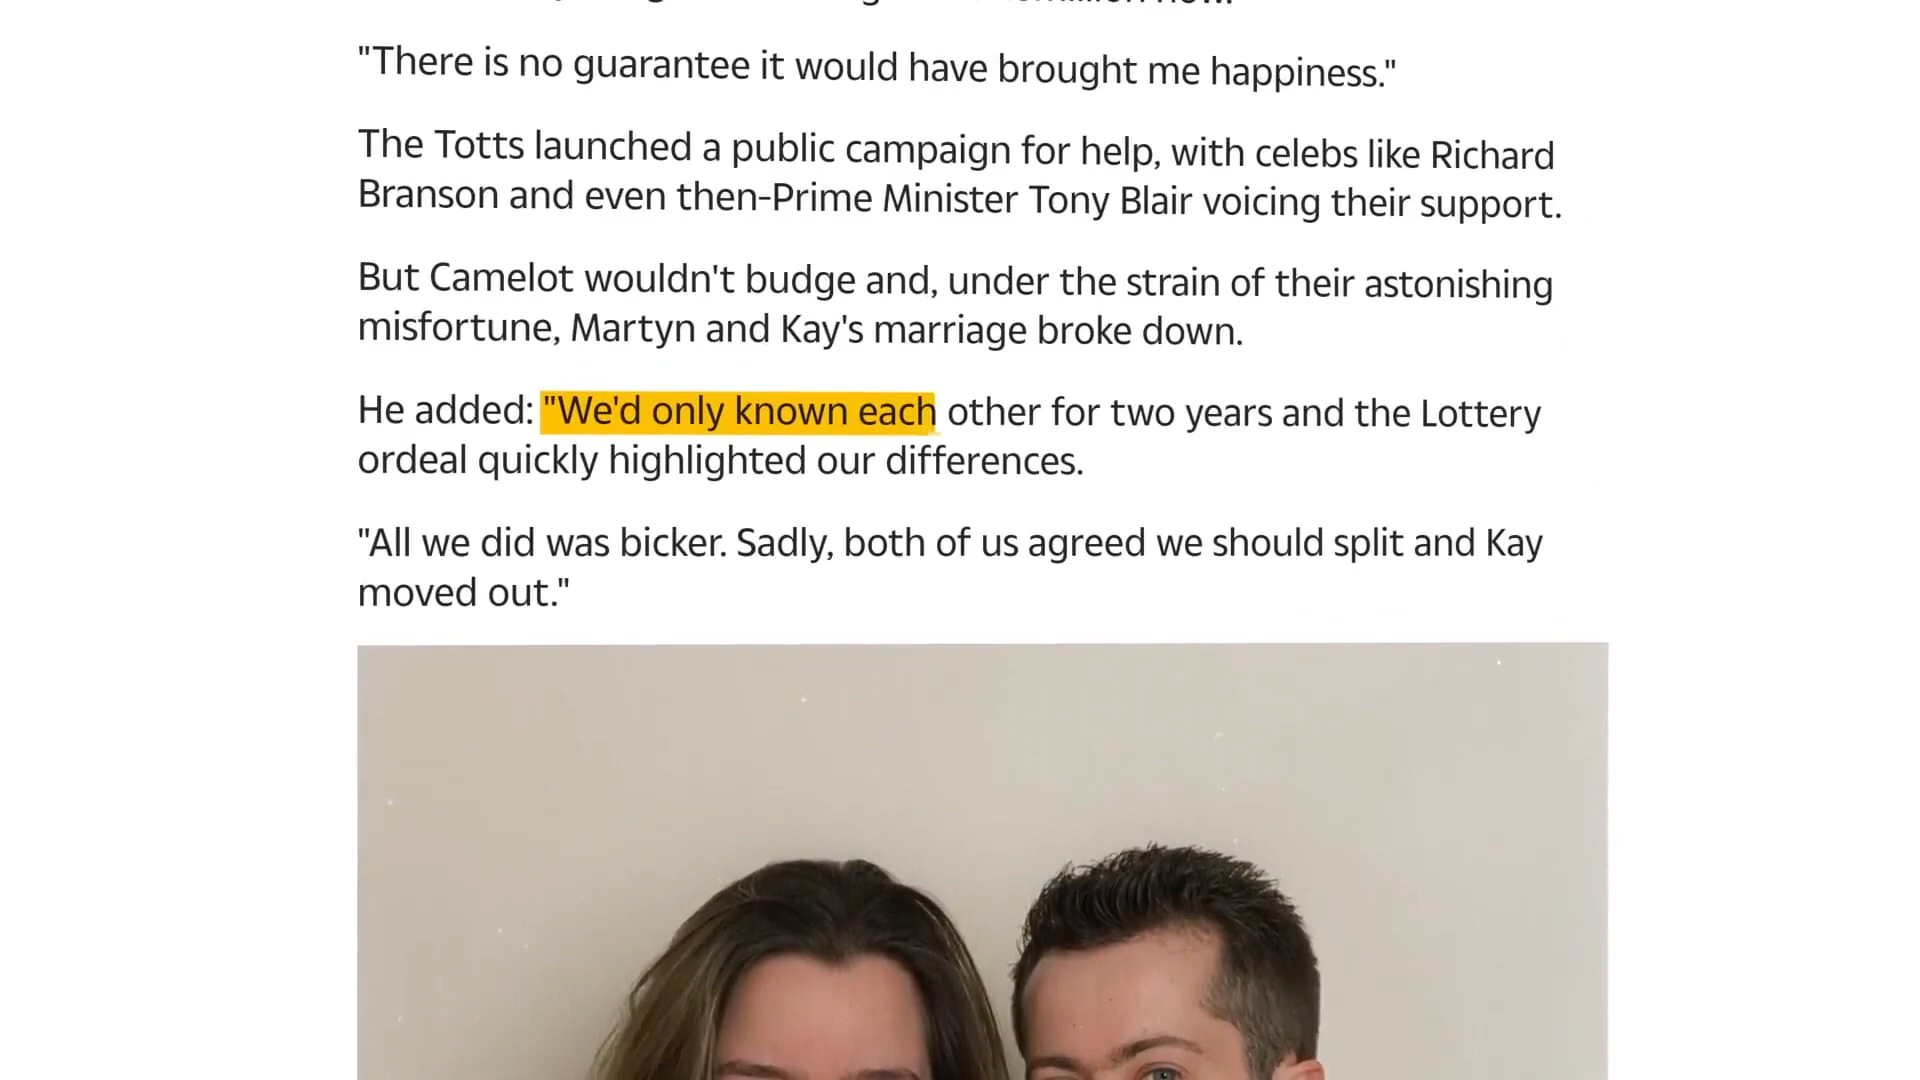 "There is no guarantee it would have brought me happiness."
The Totts launched a public campaign for help, with celebs like Richard
Branson and even then-Prime Minister Tony Blair voicing their support.
But Camelot wouldn't budge and, under the strain of their astonishing
misfortune, Martyn and Kay's marriage broke down.
He added: "We'd only known each other for two years and the Lottery
ordeal quickly highlighted our differences.
"All we did was bicker. Sadly, both of us agreed we should split and Kay
moved out."